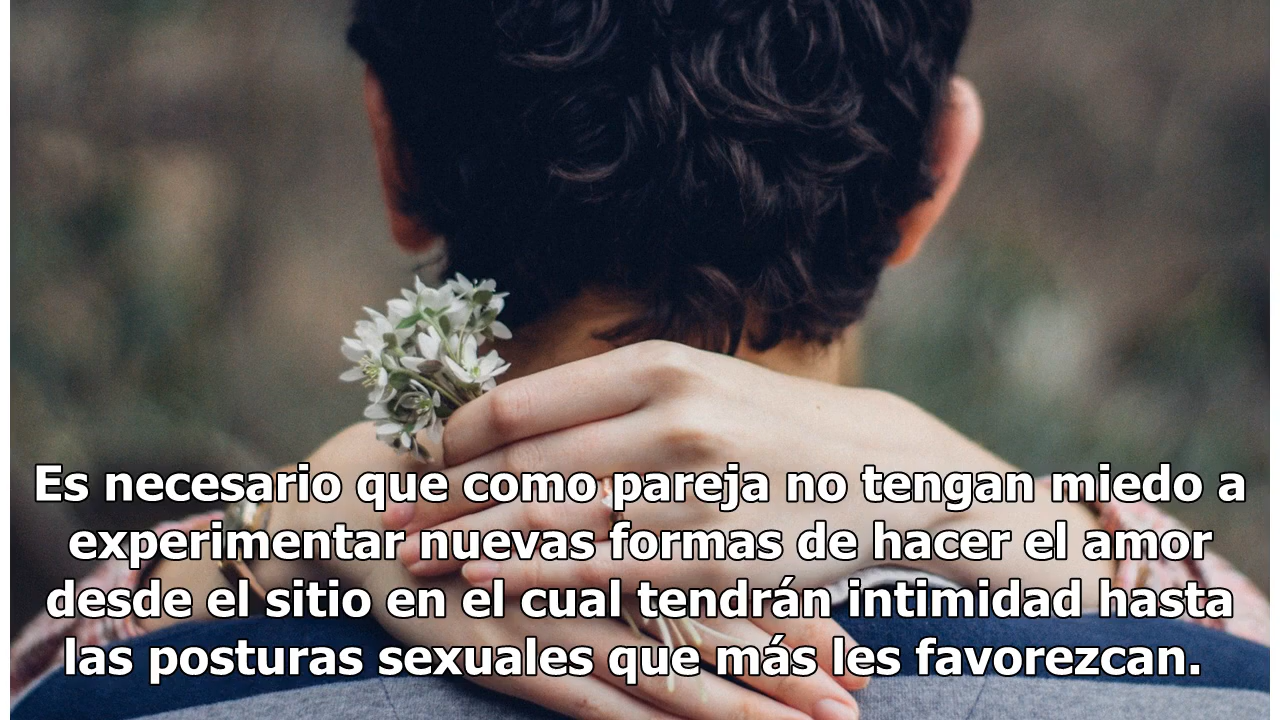 Es necesario que como pareja no tengan miedo a
experimentar nuevas formas de hacer el amor
desde el sitio en el cual tendrán intimidad hasta
las posturas sexuales que más les favorezcan.